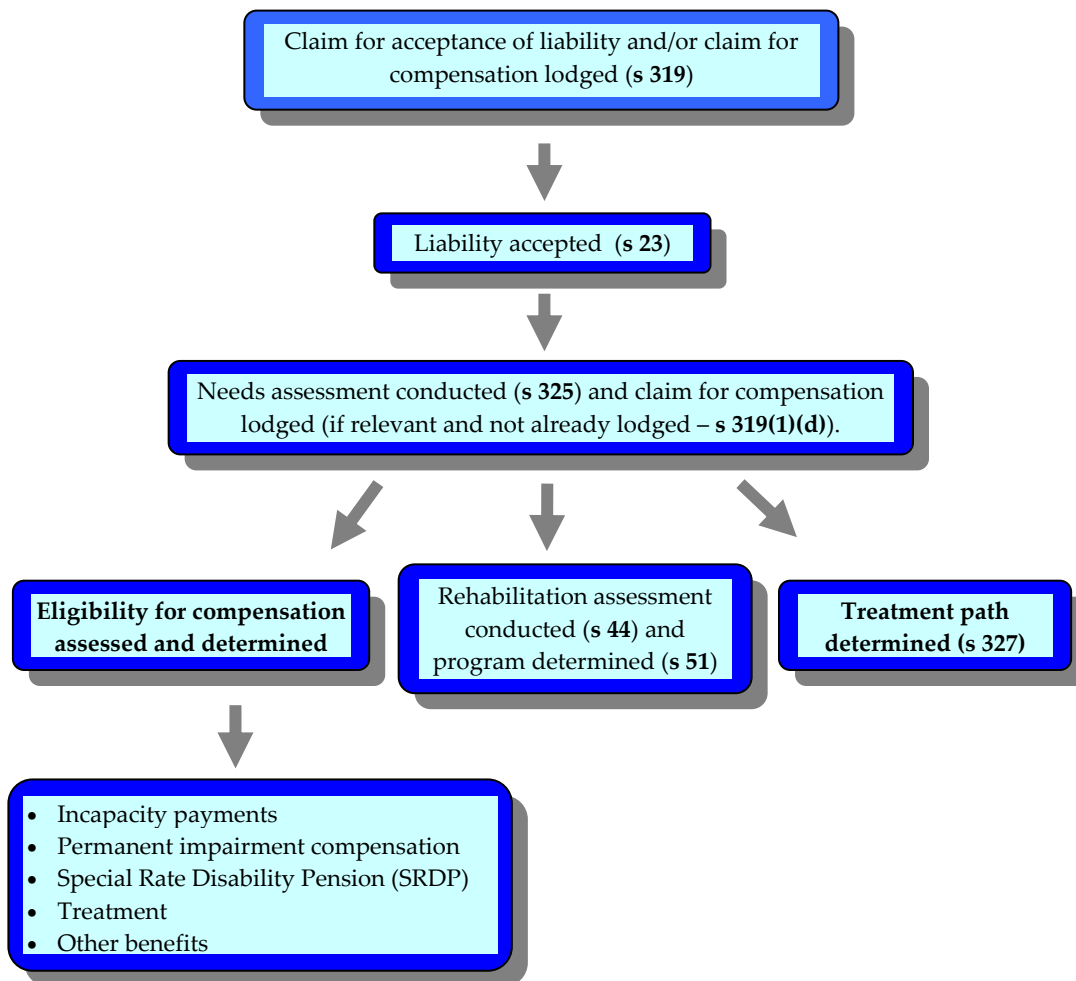 Claim for acceptance of liability and/or claim for
compensation lodged (s 319)
Liability accepted (s 23)
Needs assessment conducted (s 325) and claim for compensation
lodged (if relevant and not already lodged – s 319(1)(d)).
Eligibility for compensation
assessed and determined
Rehabilitation assessment
conducted (s 44) and
program determined (s 51)
Treatment path
determined (s 327)
• Incapacity payments
• Permanent impairment compensation
• Special Rate Disability Pension (SRDP)
• Treatment
• Other benefits